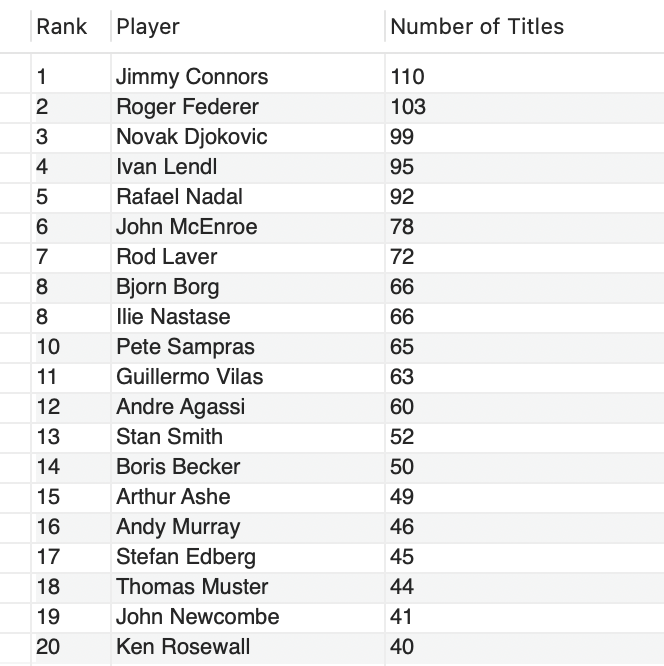 Rank Player Number of Titles
1 Jimmy Connors 110
2 Roger Federer 103
3 Novak Djokovic 99
4 Ivan Lendl 95
5 Rafael Nadal 92
6 John McEnroe 78
7 Rod Laver 72
8 Bjorn Borg 66
8 Ilie Nastase 66
10 Pete Sampras 65
11 Guillermo Vilas 63
12 Andre Agassi 60
13 Stan Smith 52
14 Boris Becker 50
15 Arthur Ashe 49
16 Andy Murray 46
17 Stefan Edberg 45
18 Thomas Muster 44
19 John Newcombe 41
20 Ken Rosewall 40